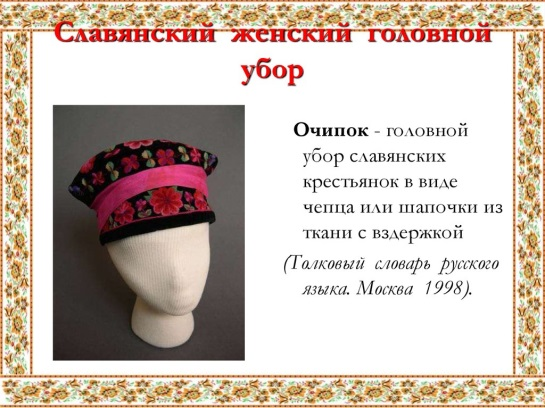 Славянский женский головной
убор
Очипок - головной
убор славянских
крестьянок в виде
чепца или шапочки из
ткани с вздержкой
(Толковый словарь русского
языка. Москва 1998).